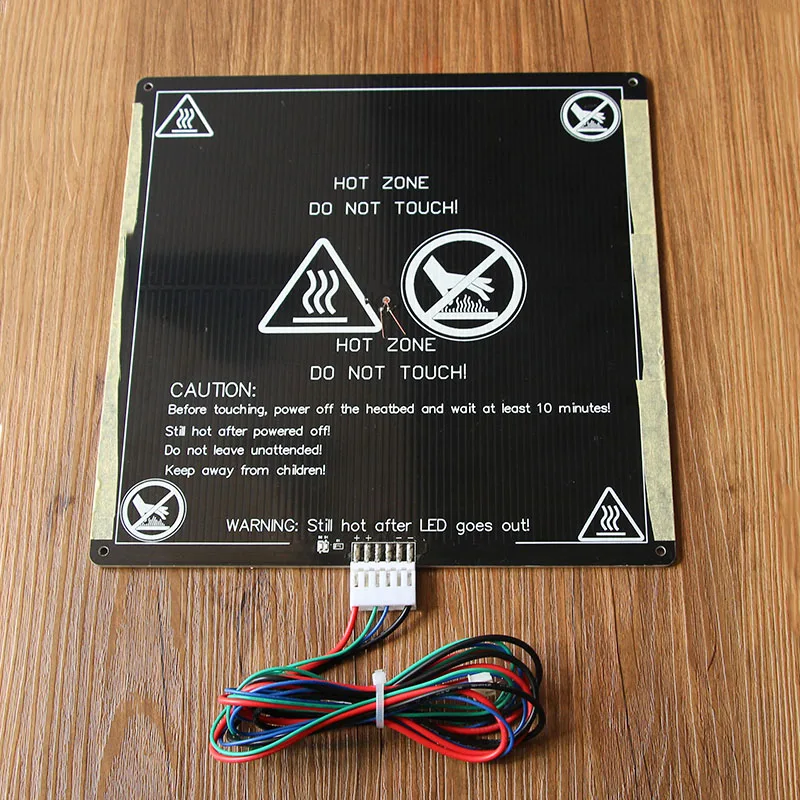 HOT ZONE
DO NOT TOUCH!
HOT ZONE
DO NOT TOUCH!
CAUTION:
Before touching, power off the heatbed and wait at least 10 minutes!
Still hot after powered off!
Do not leave unattended!
Keep away from children!
WARNING: Still hot after LED goes out!
+ + - -